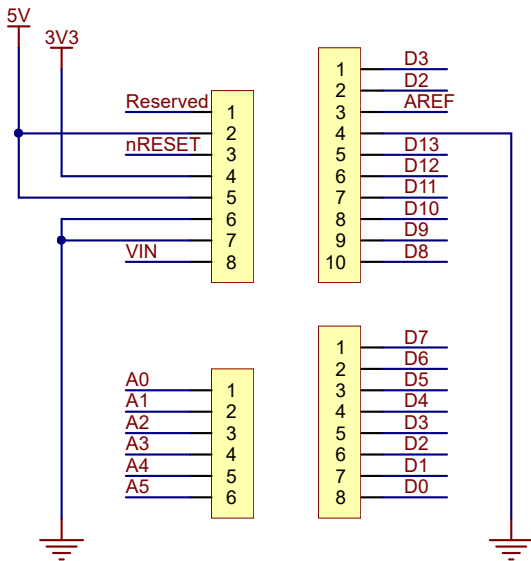 5V
3V3
Reserved 1
2
nRESET 3
4
5
6
7
VIN 8
1 D3
2 D2
3 AREF
4
5 D13
6 D12
7 D11
8 D10
9 D9
10 D8
A0 1
A1 2
A2 3
A3 4
A4 5
A5 6
1 D7
2 D6
3 D5
4 D4
5 D3
6 D2
7 D1
8 D0